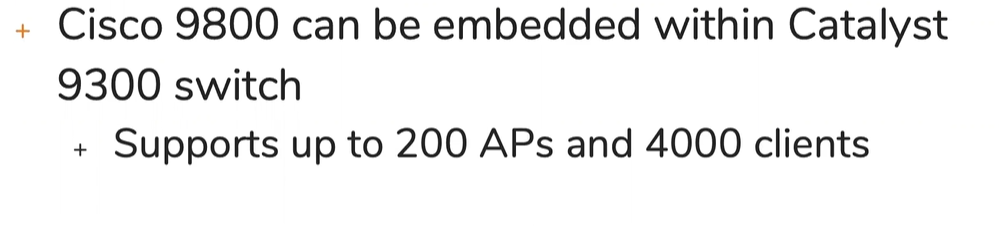 + Cisco 9800 can be embedded within Catalyst
9300 switch
+ Supports up to 200 APs and 4000 clients